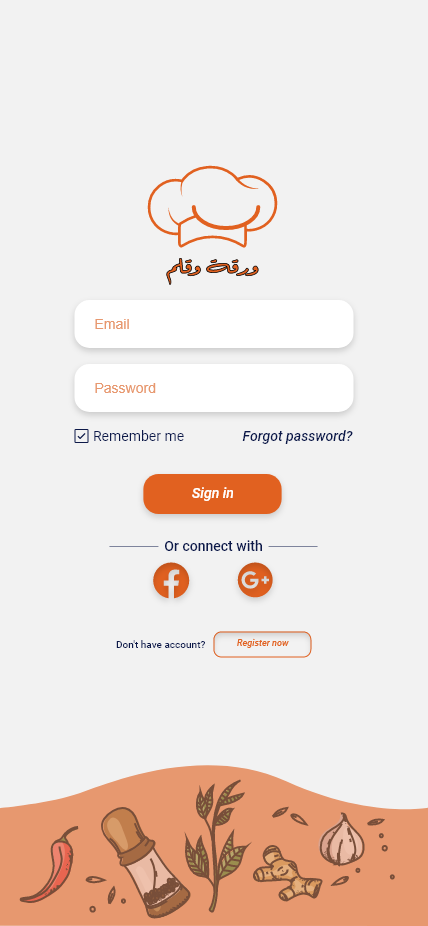 ورقة وقلم
Email
Password
Remember me
Forgot password?
Sign in
Or connect with
G+
Don't have account?
Register now